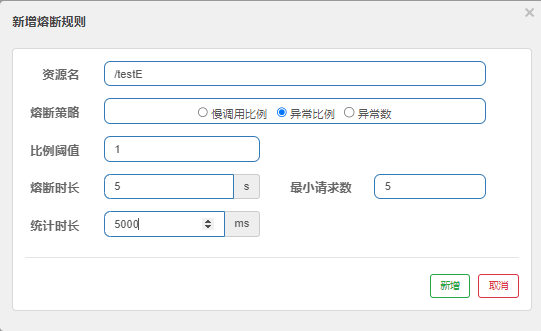 新增熔断规则 ×
资源名 /testE
熔断策略 慢调用比例 异常比例 异常数
比例阈值 1
熔断时长 5 s 最小请求数 5
统计时长 5000 ms
新增 取消